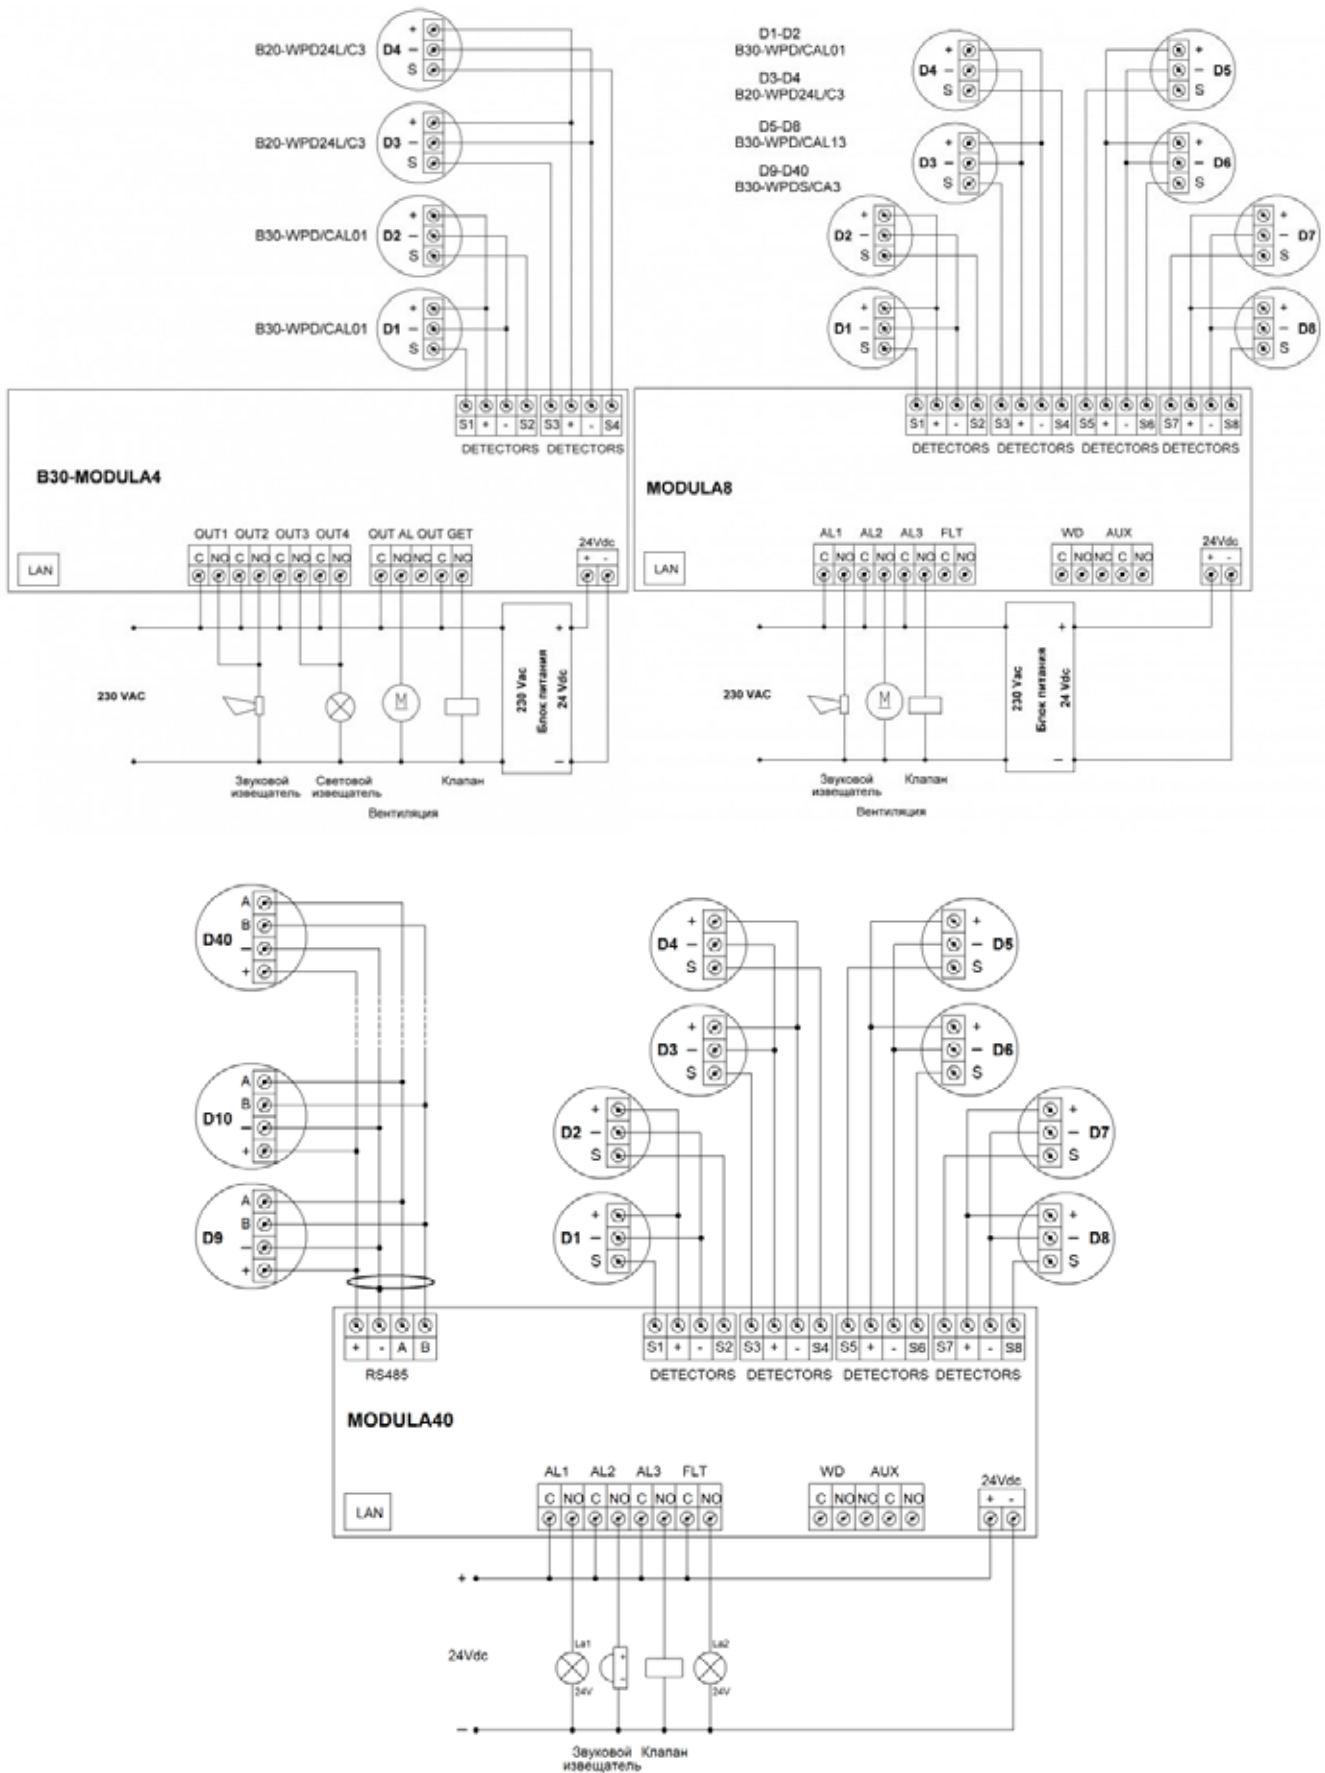 B20-WPD24L/C3
D4
+
–
S
B20-WPD24L/C3
D3
+
–
S
B30-WPD/CAL01
D2
+
–
S
B30-WPD/CAL01
D1
+
–
S
S1 + - S2 S3 + - S4
DETECTORS DETECTORS
B30-MODULA4
OUT1 OUT2 OUT3 OUT4 OUT AL OUT GET
C NO C NO C NO C NO C NO NC C NO
24Vdc
+ -
LAN
230 VAC
230 Vac
Блок питания
24 Vdc
+
–
Звуковой
извещатель
Световой
извещатель
Клапан
Вентиляция
D1-D2
B30-WPD/CAL01
D3-D4
B20-WPD24L/C3
D5-D8
B30-WPD/CAL13
D9-D40
B30-WPDS/CA3
D4
+
–
S
D5
+
–
S
D3
+
–
S
D6
+
–
S
D2
+
–
S
D7
+
–
S
D1
+
–
S
D8
+
–
S
S1 + - S2 S3 + - S4 S5 + - S6 S7 + - S8
DETECTORS DETECTORS DETECTORS DETECTORS
MODULA8
AL1 AL2 AL3 FLT
C NO C NO C NO C NO
WD AUX
C NO NC C NO
24Vdc
+ -
LAN
230 VAC
230 Vac
Блок питания
24 Vdc
+
–
Звуковой
извещатель
Клапан
Вентиляция
D40
A
B
–
+
D10
A
B
–
+
D9
A
B
–
+
D4
+
–
S
D5
+
–
S
D3
+
–
S
D6
+
–
S
D2
+
–
S
D7
+
–
S
D1
+
–
S
D8
+
–
S
+ - A B
RS485
S1 + - S2 S3 + - S4 S5 + - S6 S7 + - S8
DETECTORS DETECTORS DETECTORS DETECTORS
MODULA40
AL1 AL2 AL3 FLT
C NO C NO C NO C NO
WD AUX
C NO NC C NO
24Vdc
+ -
LAN
+
24Vdc
–
La1
24V
+
-
La2
24V
Звуковой
извещатель
Клапан